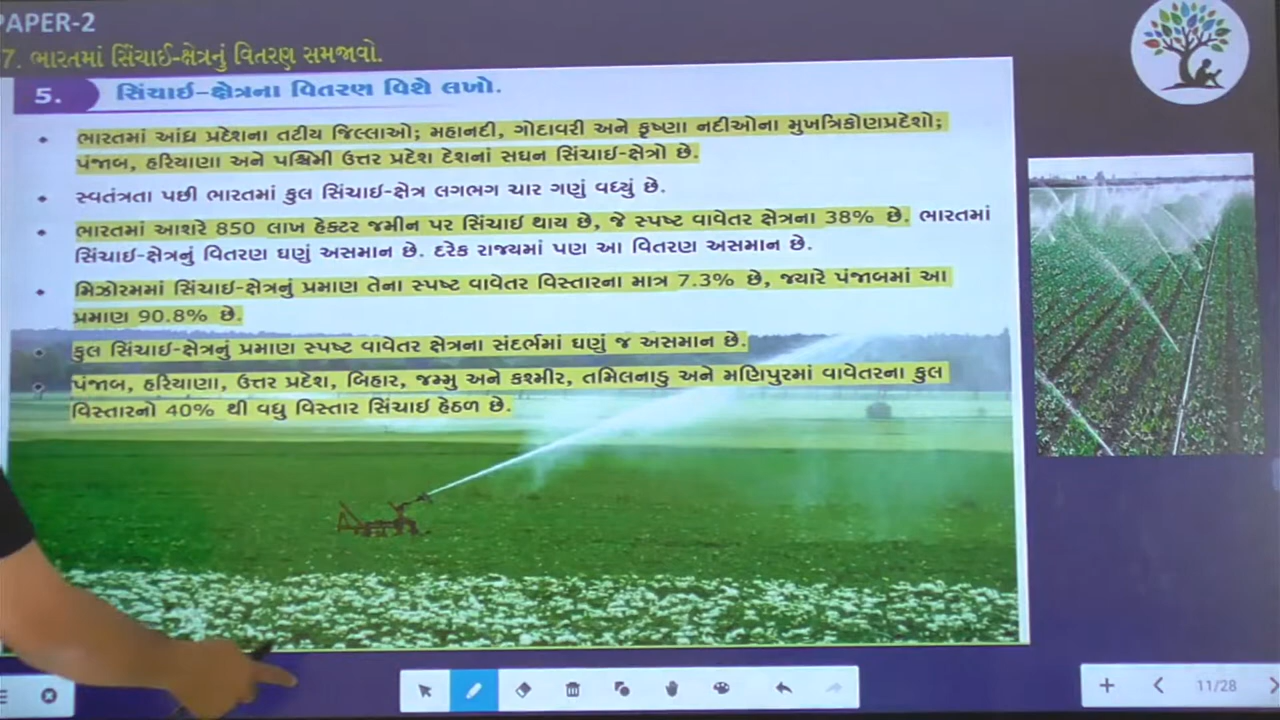 PAPER-2
7. ભારતમાં સિંચાઈ-ક્ષેત્રનું વિતરણ સમજાવો.
5. સિંચાઈ-ક્ષેત્રના વિતરણ વિશે લખો.
• ભારતમાં આંધ્ર પ્રદેશના તટીય જિલ્લાઓ; મહાનદી, ગોદાવરી અને કૃષ્ણા નદીઓના મુખત્રિકોણપ્રદેશો;
પંજાબ, હરિયાણા અને પશ્ચિમી ઉત્તર પ્રદેશ દેશનાં સઘન સિંચાઈ-ક્ષેત્રો છે.
• સ્વતંત્રતા પછી ભારતમાં કુલ સિંચાઇ-ક્ષેત્ર લગભગ ચાર ગણું વધ્યું છે.
• ભારતમાં આશરે 850 લાખ હેક્ટર જમીન પર સિંચાઈ થાય છે, જે સ્પષ્ટ વાવેતર ક્ષેત્રના 38% છે. ભારતમાં
સિંચાઈ-ક્ષેત્રનું વિતરણ ઘણું અસમાન છે. દરેક રાજ્યમાં પણ આ વિતરણ અસમાન છે.
• મિઝોરમમાં સિંચાઈ-ક્ષેત્રનું પ્રમાણ તેના સ્પષ્ટ વાવેતર વિસ્તારના માત્ર 7.3% છે, જ્યારે પંજાબમાં આ
પ્રમાણ 90.8% છે.
• કુલ સિંચાઈ-ક્ષેત્રનું પ્રમાણ સ્પષ્ટ વાવેતર ક્ષેત્રના સંદર્ભમાં ઘણું જ અસમાન છે.
• પંજાબ, હરિયાણા, ઉત્તર પ્રદેશ, બિહાર, જમ્મુ અને કશ્મીર, તમિલનાડુ અને મણિપુરમાં વાવેતરના કુલ
વિસ્તારનો 40% થી વધુ વિસ્તાર સિંચાઈ હેઠળ છે.
11/28